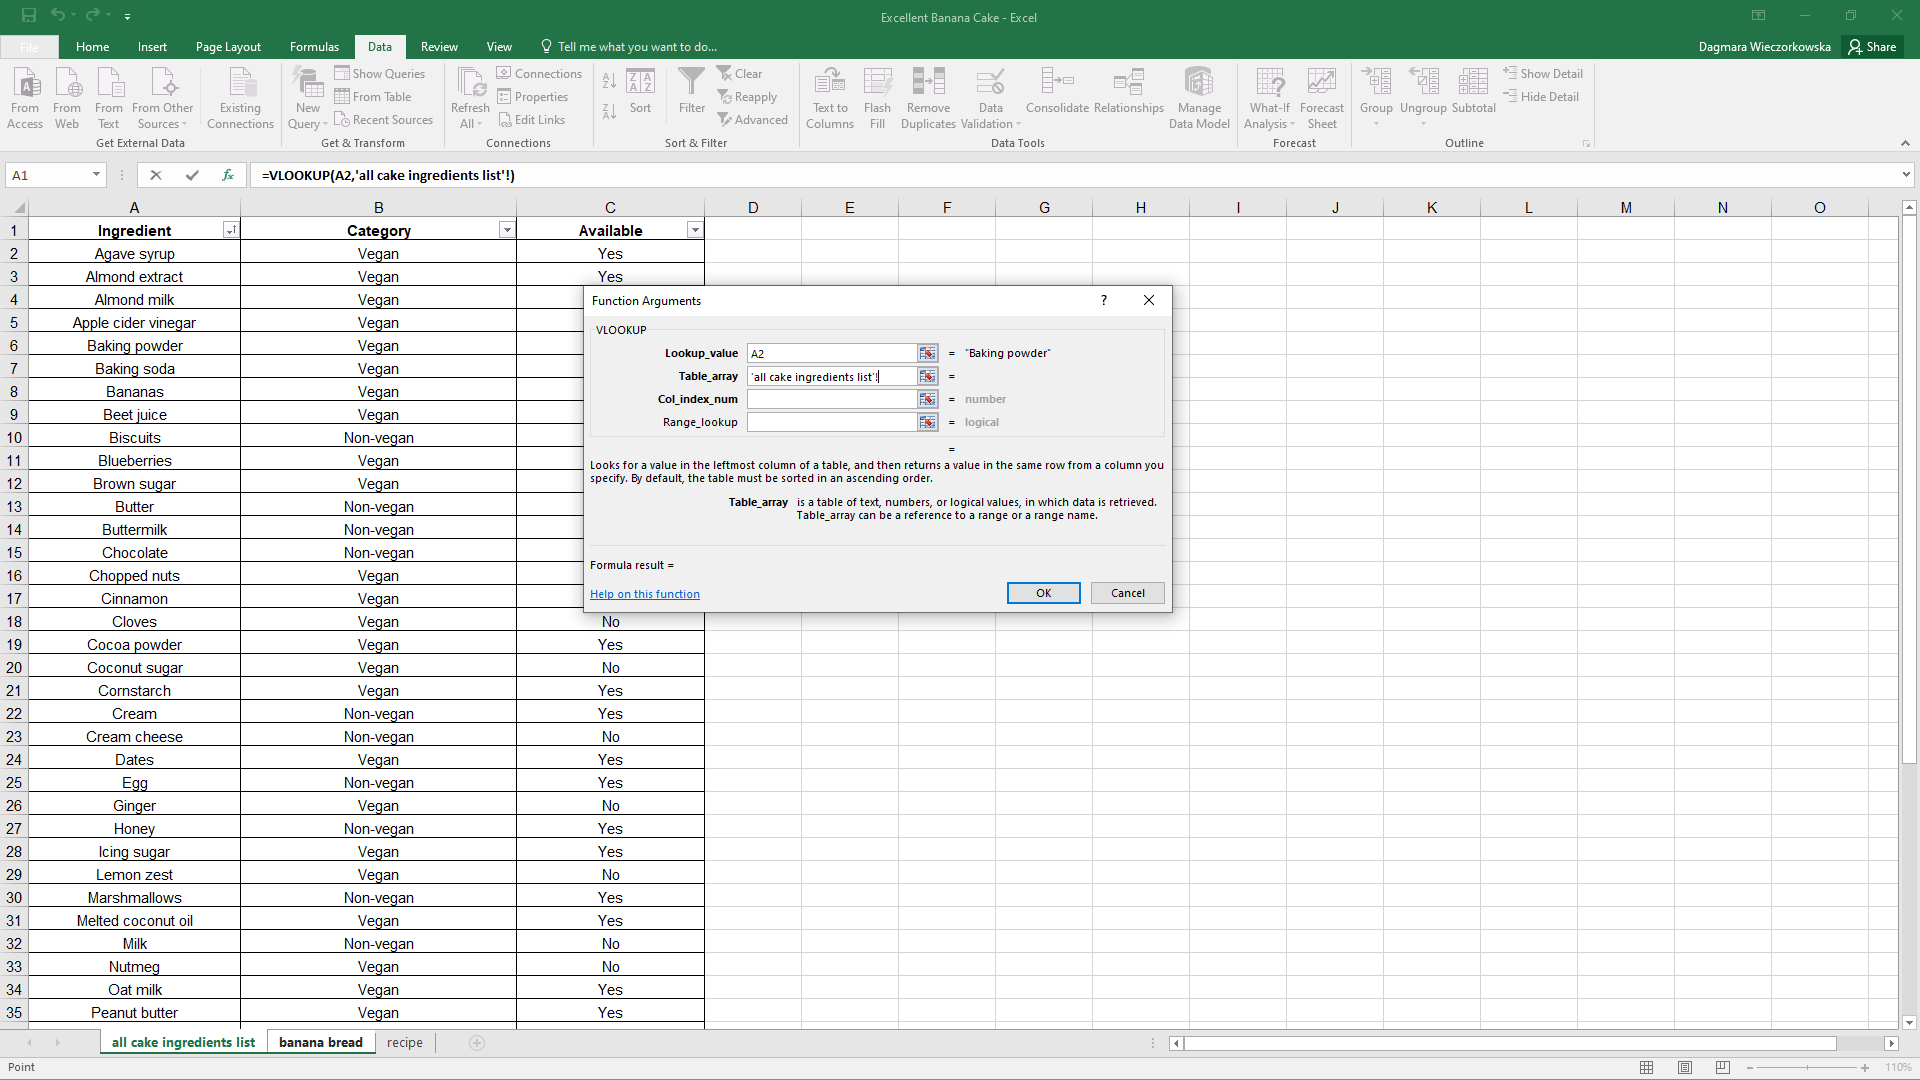 Excellent Banana Cake - Excel
File Home Insert Page Layout Formulas Data Review View Tell me what you want to do... Dagmara Wieczorkowska Share
From Access From Web From Text From Other Sources Existing Connections
Get External Data
New Query Show Queries From Table Recent Sources
Get & Transform
Refresh All Connections Properties Edit Links
Connections
Sort Filter Clear Reapply Advanced
Sort & Filter
Text to Columns Flash Fill Remove Duplicates Data Validation Consolidate Relationships Manage Data Model
Data Tools
What-If Analysis Forecast Sheet
Forecast
Group Ungroup Subtotal Show Detail Hide Detail
Outline
A1 fx =VLOOKUP(A2,'all cake ingredients list'!)
A B C D E F G H I J K L M N O
1 Ingredient Category Available
2 Agave syrup Vegan Yes
3 Almond extract Vegan Yes
4 Almond milk Vegan
5 Apple cider vinegar Vegan
6 Baking powder Vegan
7 Baking soda Vegan
8 Bananas Vegan
9 Beet juice Vegan
10 Biscuits Non-vegan
11 Blueberries Vegan
12 Brown sugar Vegan
13 Butter Non-vegan
14 Buttermilk Non-vegan
15 Chocolate Non-vegan
16 Chopped nuts Vegan
17 Cinnamon Vegan
18 Cloves Vegan No
19 Cocoa powder Vegan Yes
20 Coconut sugar Vegan No
21 Cornstarch Vegan Yes
22 Cream Non-vegan Yes
23 Cream cheese Non-vegan No
24 Dates Vegan Yes
25 Egg Non-vegan Yes
26 Ginger Vegan No
27 Honey Non-vegan Yes
28 Icing sugar Vegan Yes
29 Lemon zest Vegan No
30 Marshmallows Non-vegan Yes
31 Melted coconut oil Vegan Yes
32 Milk Non-vegan No
33 Nutmeg Vegan No
34 Oat milk Vegan Yes
35 Peanut butter Vegan Yes
Function Arguments ?
VLOOKUP
Lookup_value A2 = "Baking powder"
Table_array 'all cake ingredients list'! =
Col_index_num = number
Range_lookup = logical
=
Looks for a value in the leftmost column of a table, and then returns a value in the same row from a column you
specify. By default, the table must be sorted in an ascending order.
Table_array is a table of text, numbers, or logical values, in which data is retrieved.
Table_array can be a reference to a range or a range name.
Formula result =
Help on this function OK Cancel
all cake ingredients list banana bread recipe
Point 110%